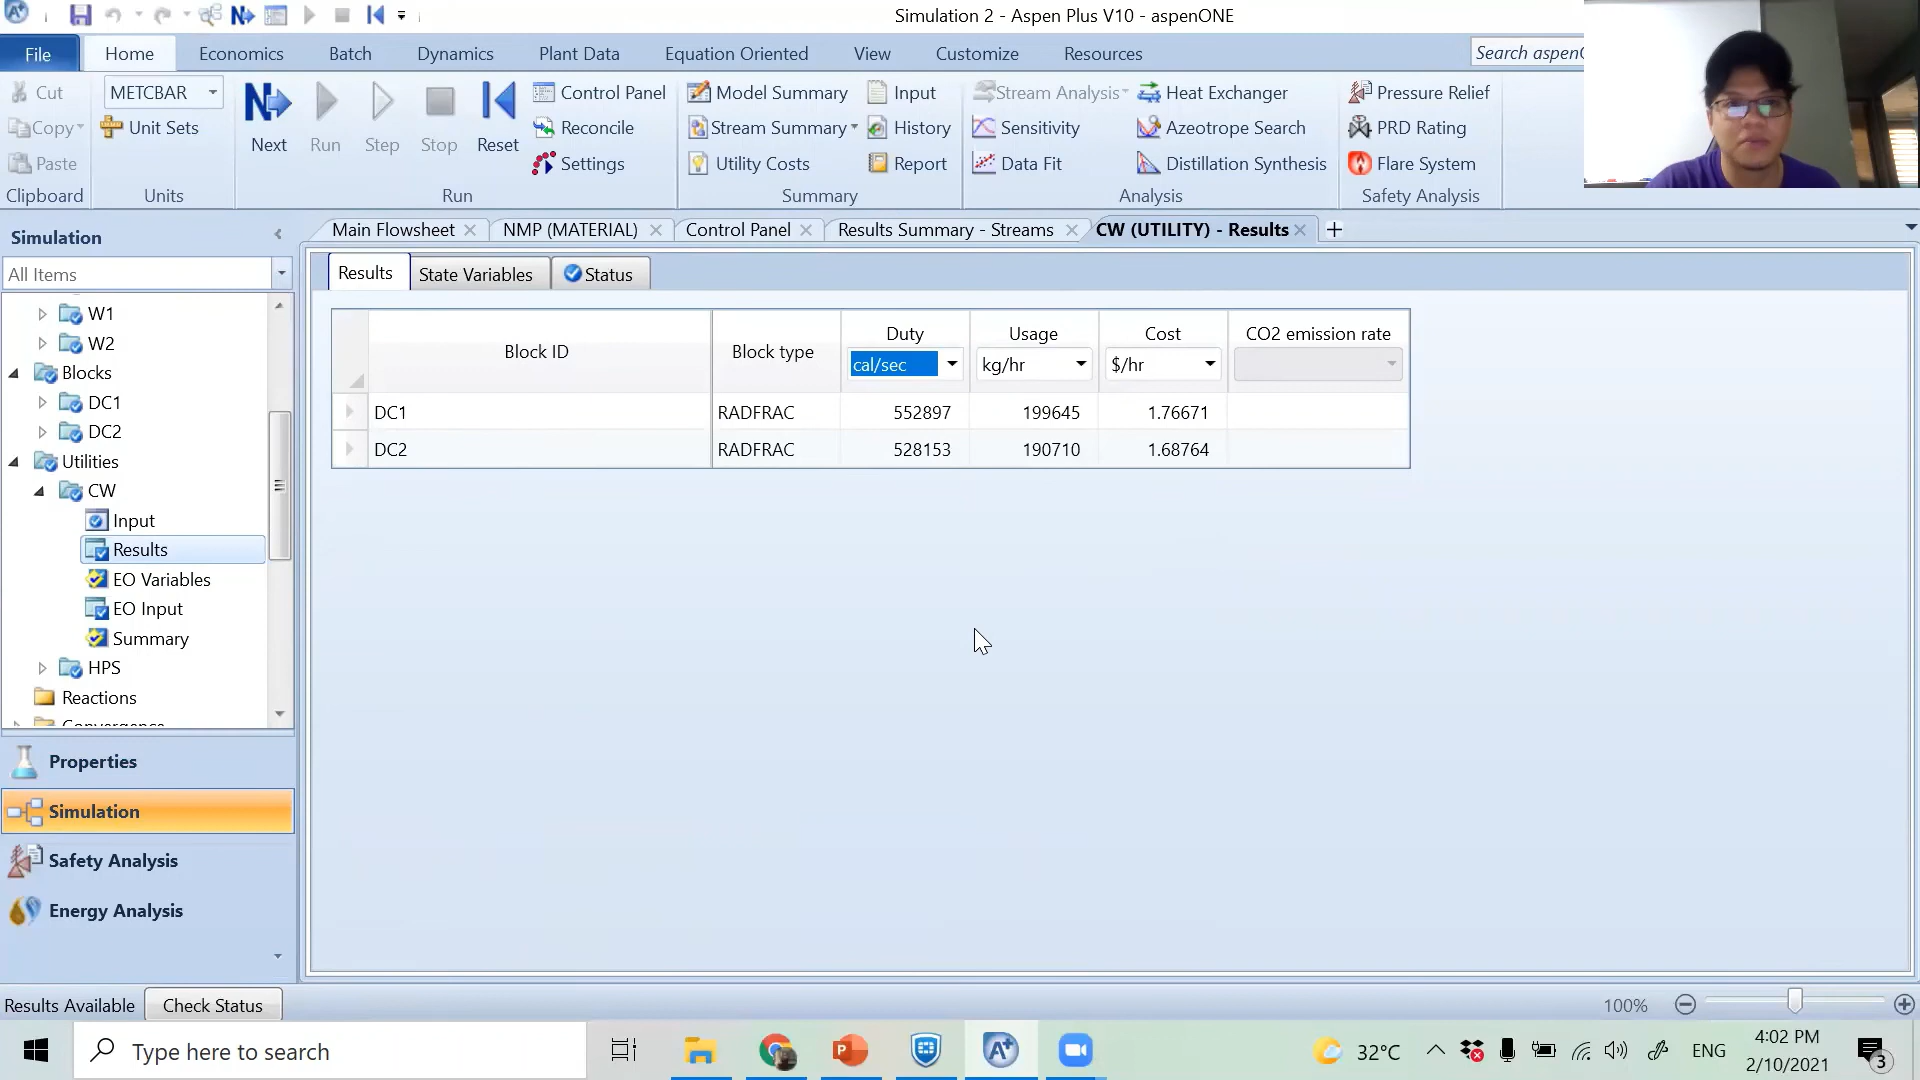 Simulation 2 - Aspen Plus V10 - aspenONE
File Home Economics Batch Dynamics Plant Data Equation Oriented View Customize Resources
Cut
Copy
Paste
Clipboard
METCBAR
Unit Sets
Units
Next Run Step Stop Reset
Control Panel
Reconcile
Settings
Run
Model Summary
Stream Summary
Utility Costs
Input
History
Report
Summary
Stream Analysis
Sensitivity
Data Fit
Heat Exchanger
Azeotrope Search
Distillation Synthesis
Analysis
Pressure Relief
PRD Rating
Flare System
Safety Analysis
Simulation
All Items
W1
W2
Blocks
DC1
DC2
Utilities
CW
Input
Results
EO Variables
EO Input
Summary
HPS
Reactions
Convergence
Properties
Simulation
Safety Analysis
Energy Analysis
Main Flowsheet NMP (MATERIAL) Control Panel Results Summary - Streams CW (UTILITY) - Results
Results State Variables Status
Block ID Block type Duty Usage Cost CO2 emission rate
cal/sec kg/hr $/hr
DC1 RADFRAC 552897 199645 1.76671
DC2 RADFRAC 528153 190710 1.68764
Results Available Check Status 100%
Type here to search
32°C ENG
4:02 PM
2/10/2021
3